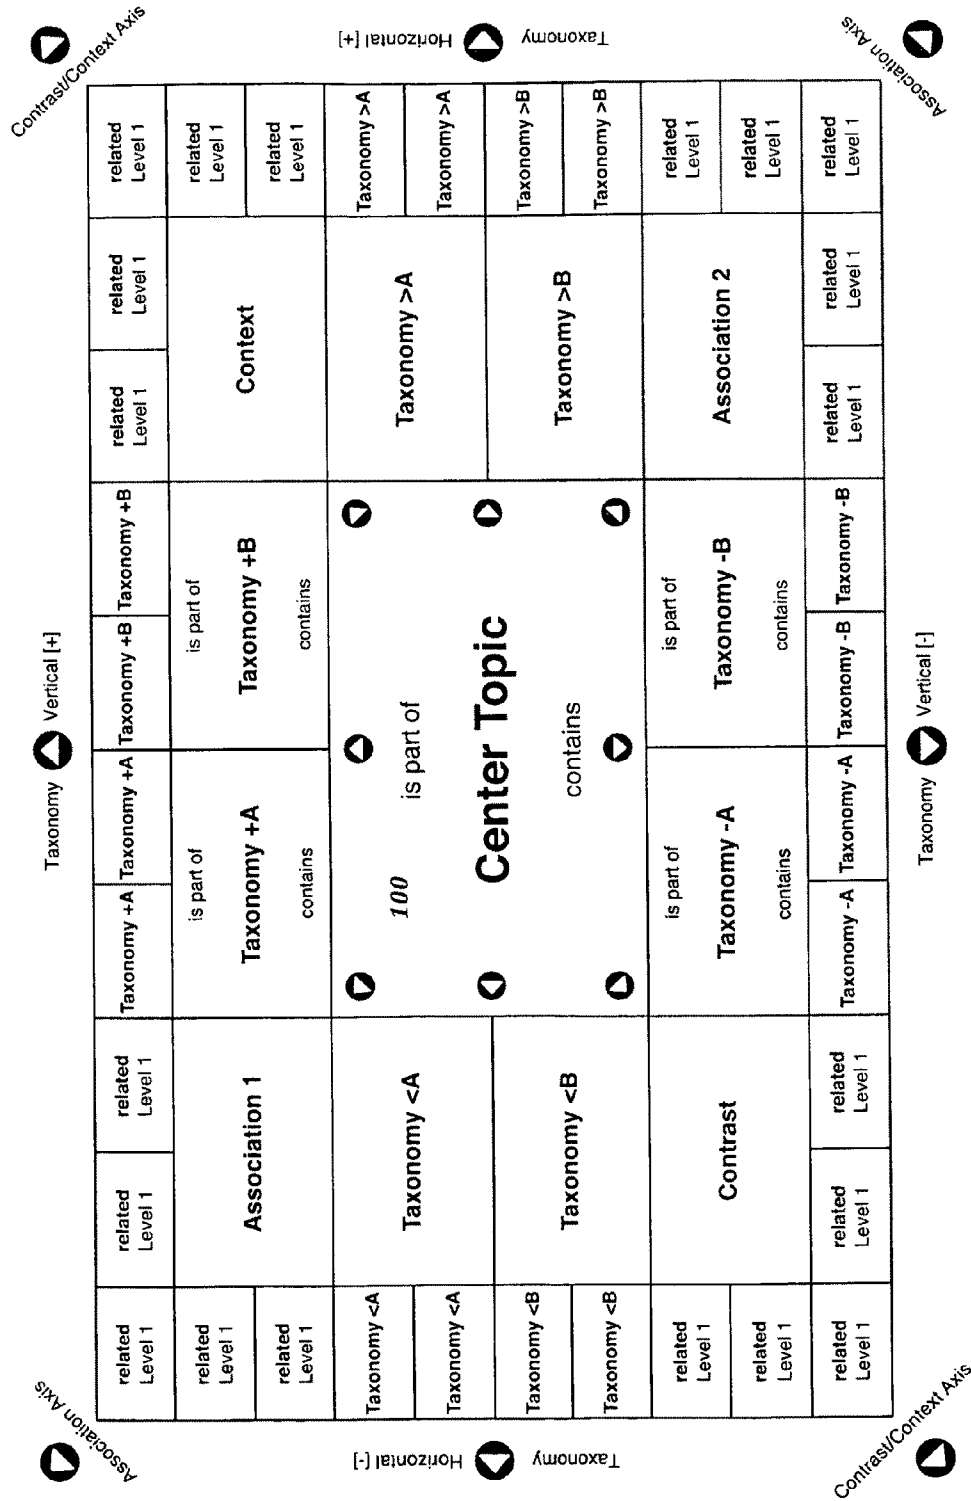 Association Axis
Taxonomy Vertical [+]
Contrast/Context Axis
related
Level 1
related
Level 1
related
Level 1
Taxonomy +A
Taxonomy +A
Taxonomy +B
Taxonomy +B
related
Level 1
related
Level 1
related
Level 1
related
Level 1
related
Level 1
Association 1
is part of
Taxonomy +A
contains
is part of
Taxonomy +B
contains
Context
related
Level 1
related
Level 1
Taxonomy
Horizontal [-]
Taxonomy <A
Taxonomy <A
Taxonomy <A
Taxonomy <B
Taxonomy <B
Taxonomy <B
100
is part of
Center Topic
contains
Taxonomy >A
Taxonomy >A
Taxonomy >A
Taxonomy >B
Taxonomy >B
Taxonomy >B
Taxonomy
Horizontal [+]
related
Level 1
related
Level 1
Contrast
is part of
Taxonomy -A
contains
is part of
Taxonomy -B
contains
Association 2
related
Level 1
related
Level 1
related
Level 1
related
Level 1
related
Level 1
Taxonomy -A
Taxonomy -A
Taxonomy -B
Taxonomy -B
related
Level 1
related
Level 1
related
Level 1
Contrast/Context Axis
Taxonomy Vertical [-]
Association Axis